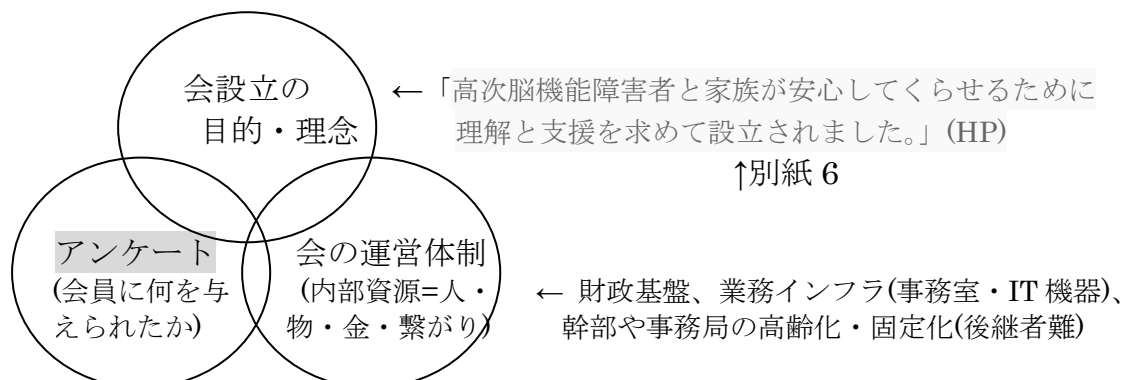 会設立の
目的・理念
← 「高次脳機能障害者と家族が安心してくらせるために
理解と支援を求めて設立されました。」(HP)
↑別紙 6
アンケート
(会員に何を与
えられたか)
会の運営体制
(内部資源=人・
物・金・繋がり)
← 財政基盤、業務インフラ(事務室・IT 機器)、
幹部や事務局の高齢化・固定化(後継者難)